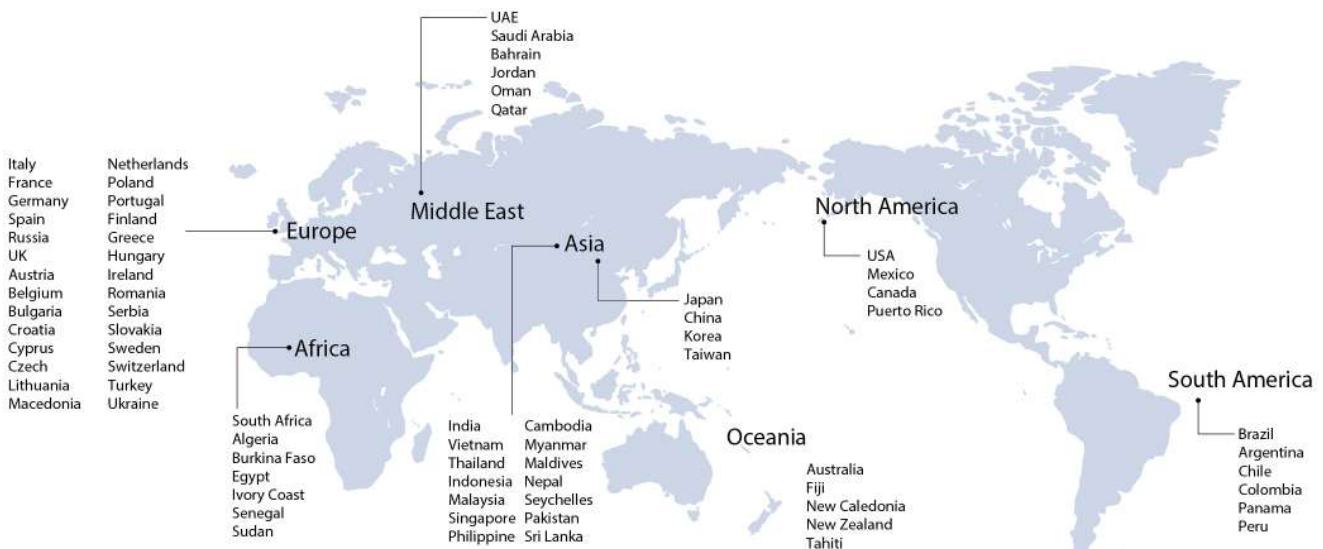 UAE
Saudi Arabia
Bahrain
Jordan
Oman
Qatar
Middle East
Italy
France
Germany
Spain
Russia
UK
Austria
Belgium
Bulgaria
Croatia
Cyprus
Czech
Lithuania
Macedonia
Netherlands
Poland
Portugal
Finland
Greece
Hungary
Ireland
Romania
Serbia
Slovakia
Sweden
Switzerland
Turkey
Ukraine
Europe
Africa
South Africa
Algeria
Burkina Faso
Egypt
Ivory Coast
Senegal
Sudan
Asia
Japan
China
Korea
Taiwan
India
Vietnam
Thailand
Indonesia
Malaysia
Singapore
Philippine
Cambodia
Myanmar
Maldives
Nepal
Seychelles
Pakistan
Sri Lanka
Oceania
Australia
Fiji
New Caledonia
New Zealand
Tahiti
North America
USA
Mexico
Canada
Puerto Rico
South America
Brazil
Argentina
Chile
Colombia
Panama
Peru